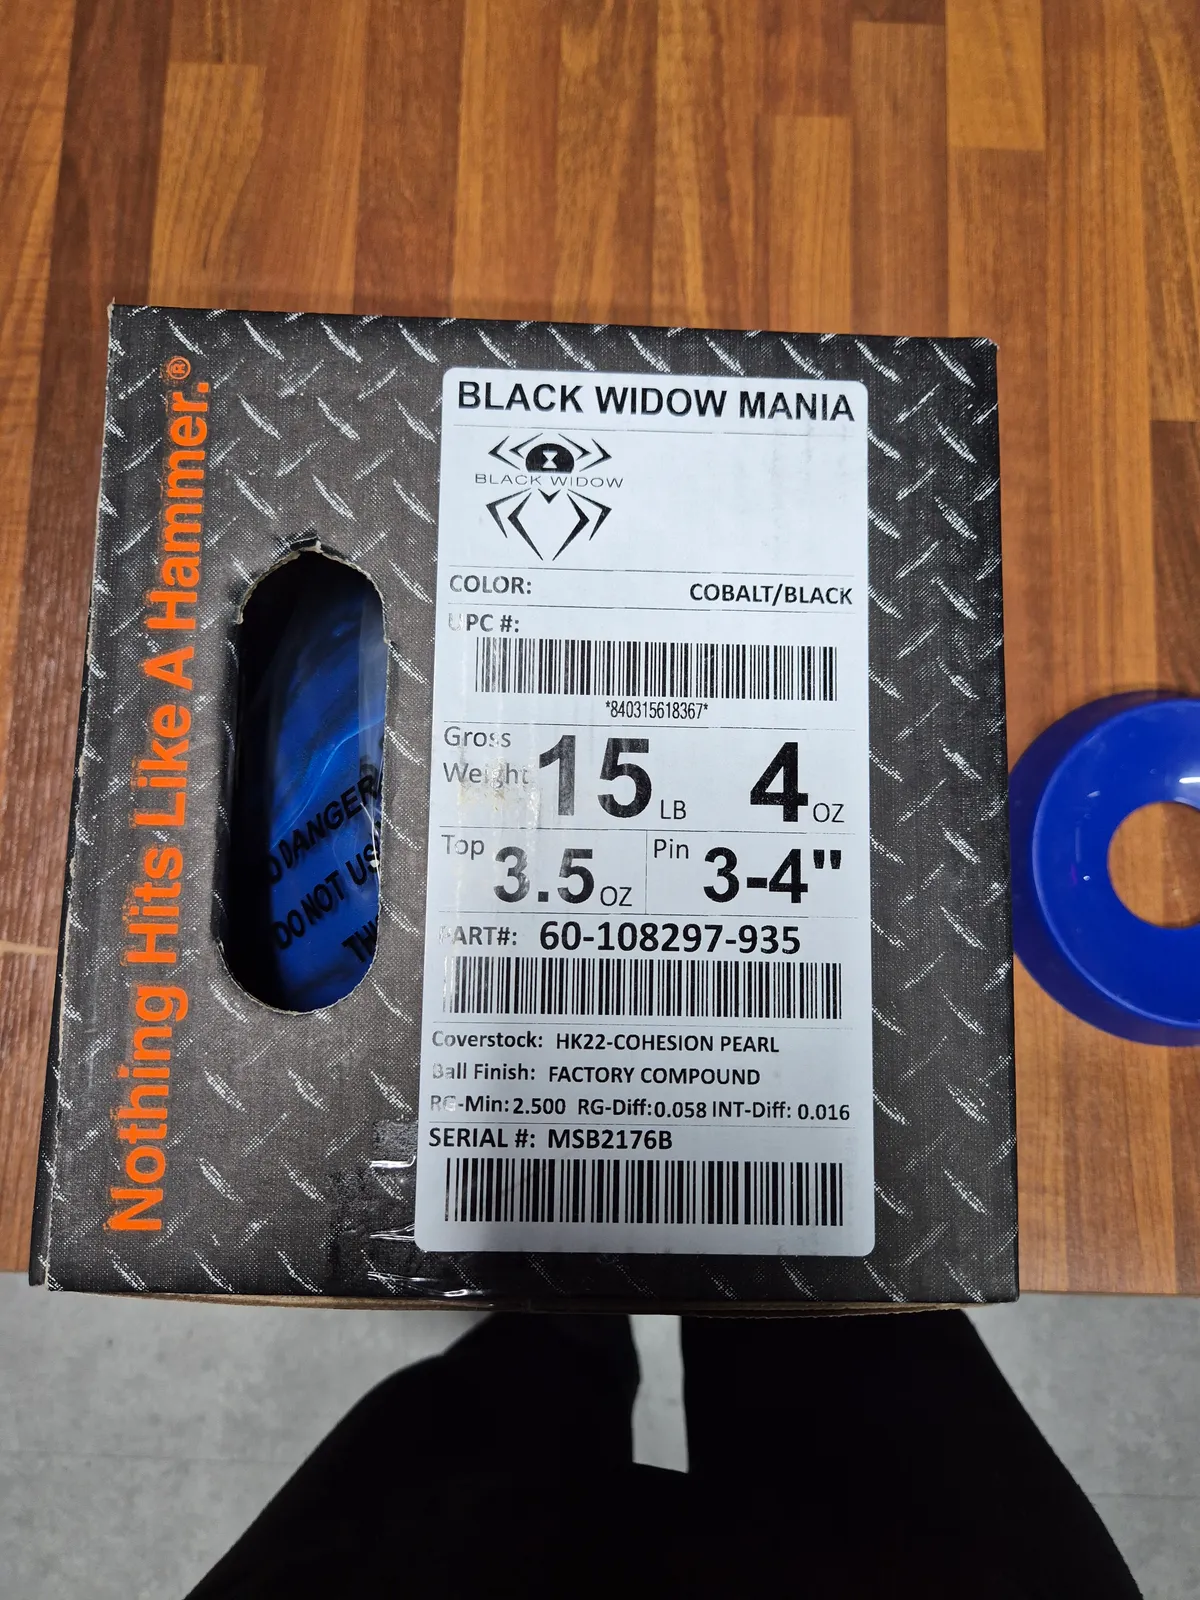 Nothing Hits Like A Hammer.®
DANGER
DO NOT US
BLACK WIDOW MANIA
BLACK WIDOW
COLOR: COBALT/BLACK
UPC #:
*840315618367*
Gross Weight 15 LB 4 OZ
Top 3.5 OZ Pin 3-4"
PART#: 60-108297-935
Coverstock: HK22-COHESION PEARL
Ball Finish: FACTORY COMPOUND
RG-Min: 2.500 RG-Diff: 0.058 INT-Diff: 0.016
SERIAL #: MSB2176B